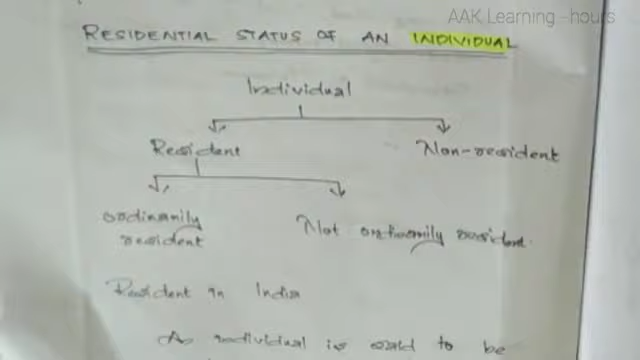 AAK Learning -hours
RESIDENTIAL STATUS OF AN INDIVIDUAL
Individual
Resident Non-resident
ordinarily resident
Not ordinarily resident.
Resident in India
An individual is said to be